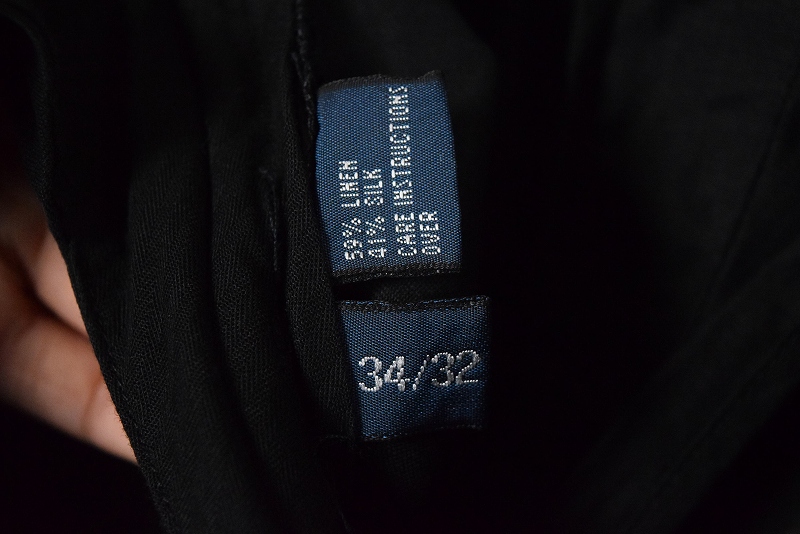 59% LINEN
41% SILK
CARE INSTRUCTIONS
OVER
34/32